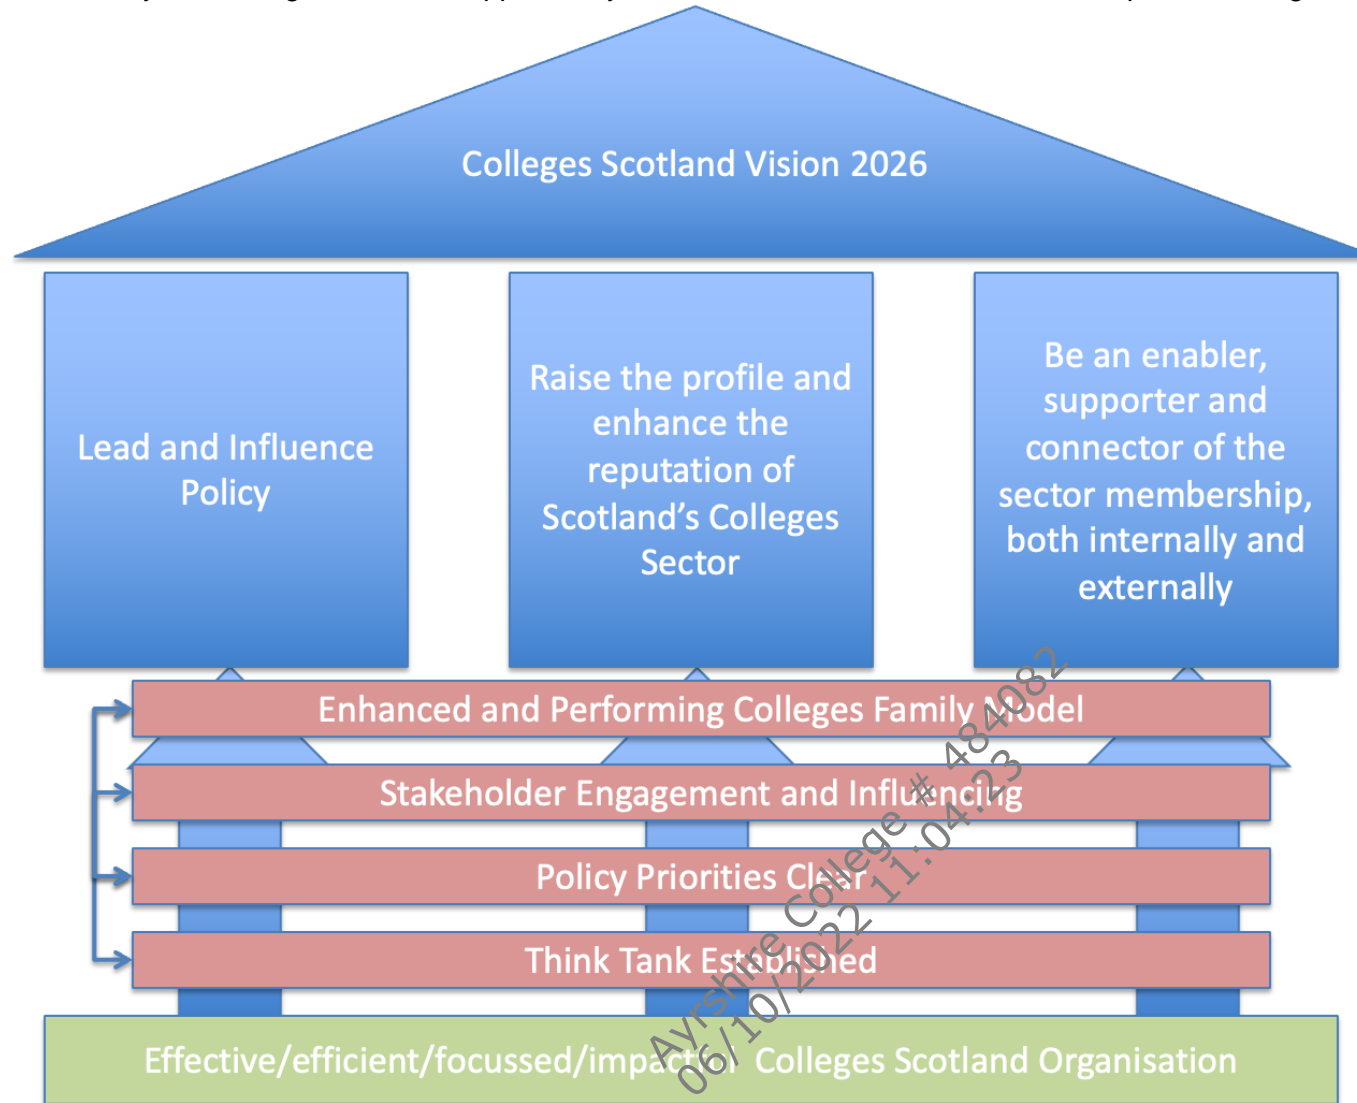 Colleges Scotland Vision 2026
Lead and Influence
Policy
Raise the profile and
enhance the
reputation of
Scotland’s Colleges
Sector
Be an enabler,
supporter and
connector of the
sector membership,
both internally and
externally
Enhanced and Performing Colleges Family Model
Stakeholder Engagement and Influencing
Policy Priorities Clear
Think Tank Established
Effective/efficient/focussed/impactful Colleges Scotland Organisation
Ayrshire College # 484082
06/10/2022 11:04:23